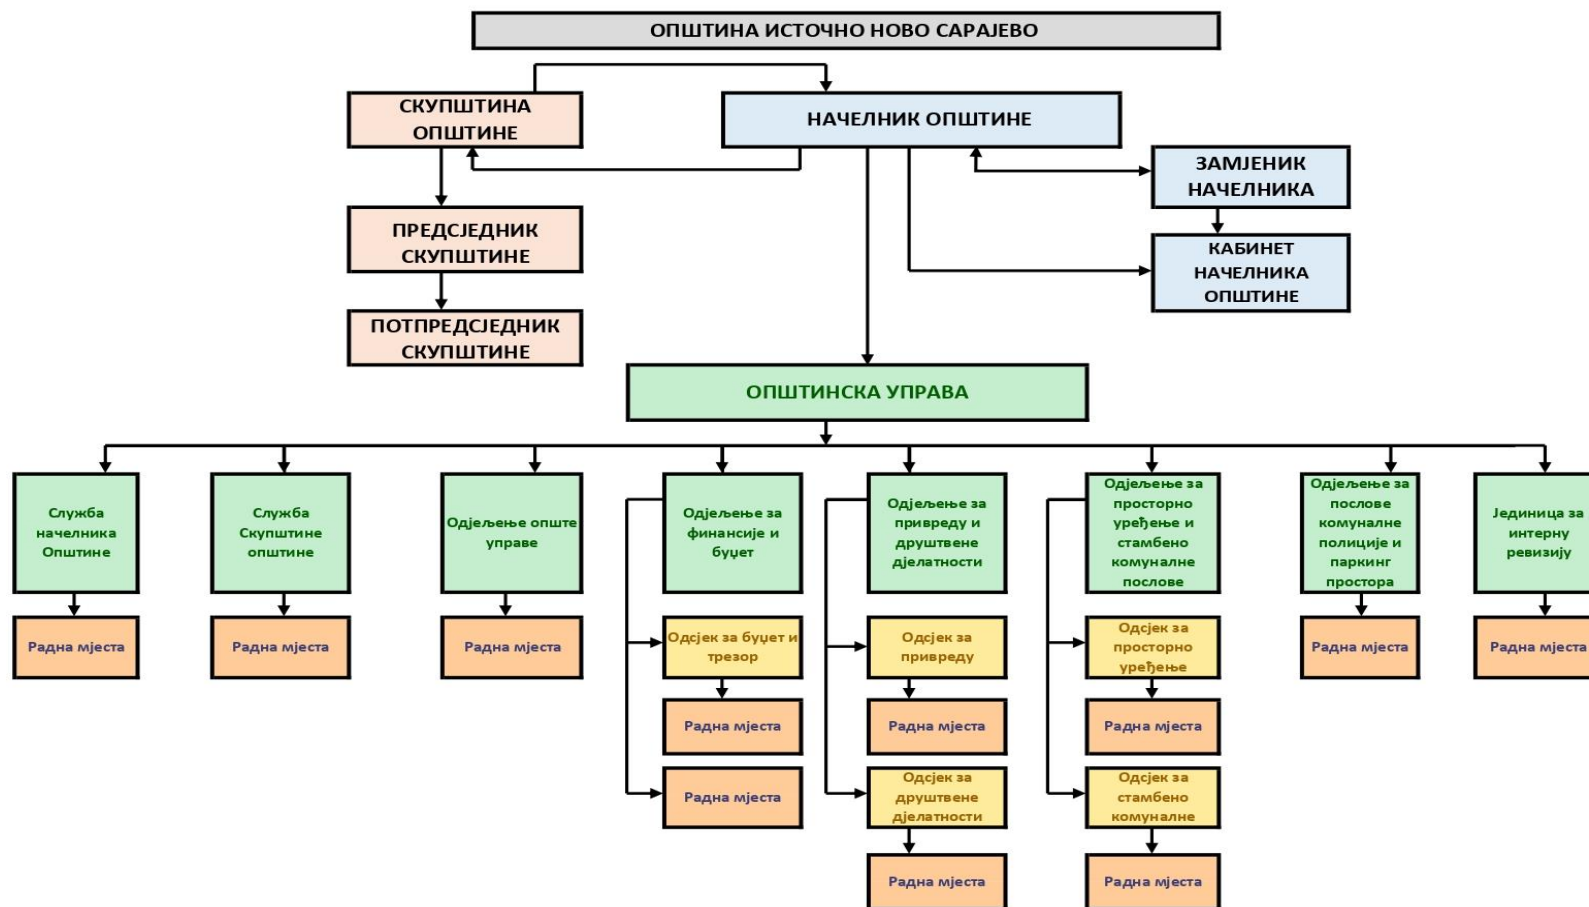 ОПШТИНА ИСТОЧНО НОВО САРАЈЕВО
СКУПШТИНА
ОПШТИНЕ
НАЧЕЛНИК ОПШТИНЕ
ЗАМЈЕНИК
НАЧЕЛНИКА
ПРЕДСЈЕДНИК
СКУПШТИНЕ
КАБИНЕТ
НАЧЕЛНИКА
ОПШТИНЕ
ПОТПРЕДСЈЕДНИК
СКУПШТИНЕ
ОПШТИНСКА УПРАВА
Служба
начелника
Општине
Служба
Скупштине
општине
Одјељење опште
управе
Одјељење за
финансије и
буџет
Одјељење за
привреду и
друштвене
дјелатности
Одјељење за
просторно
уређење и
стамбено
комуналне
послове
Одјељење за
послове
комуналне
полиције и
паркинг
простора
Јединица за
интерну
ревизију
Радна мјеста
Радна мјеста
Радна мјеста
Одсјек за буџет и
трезор
Одсјек за
привреду
Одсјек за
просторно
уређење
Радна мјеста
Радна мјеста
Радна мјеста
Радна мјеста
Радна мјеста
Радна мјеста
Одсјек за
друштвене
дјелатности
Одсјек за
стамбено
комуналне
Радна мјеста
Радна мјеста